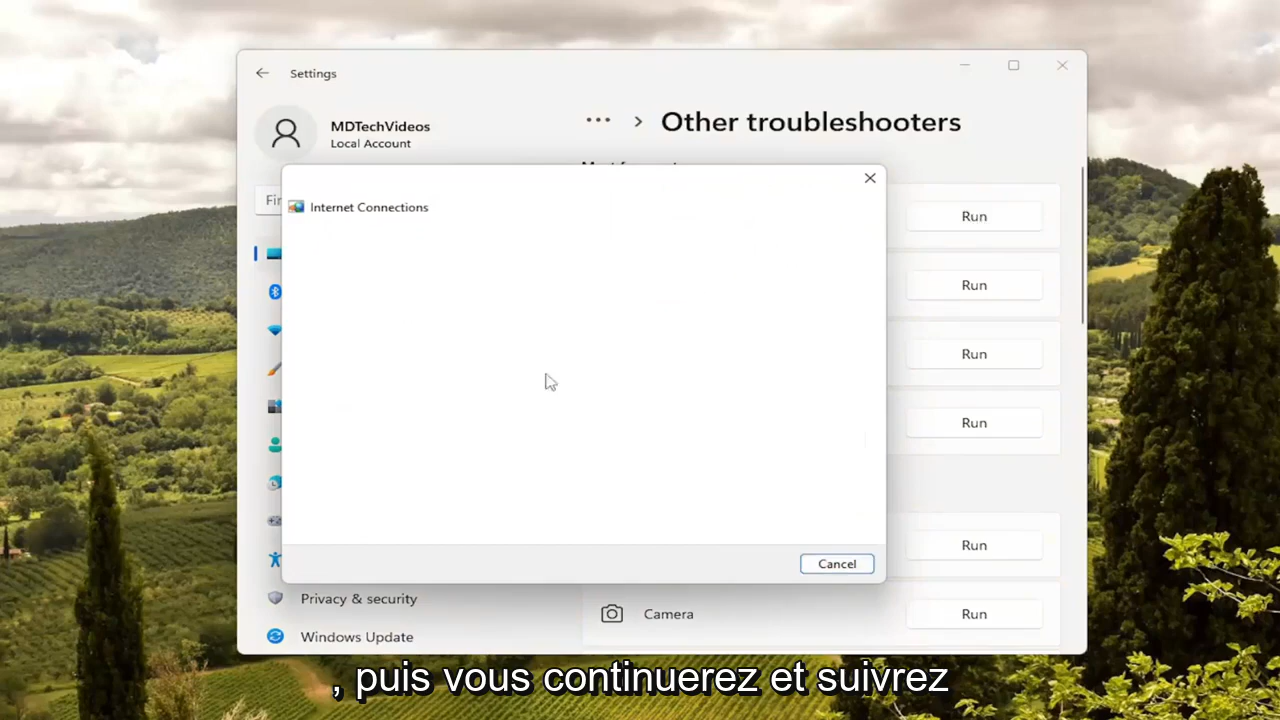 Settings
MDTechVideos
Local Account
... > Other troubleshooters
Internet Connections
Run
Run
Run
Run
Run
Cancel
Privacy & security
Camera
Run
Windows Update
, puis vous continuerez et suivrez